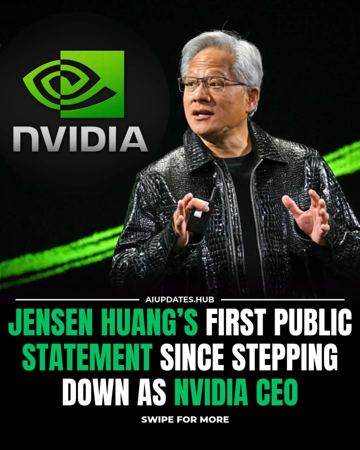 NVIDIA
AIUPDATES.HUB
JENSEN HUANG'S FIRST PUBLIC
STATEMENT SINCE STEPPING
DOWN AS NVIDIA CEO
SWIPE FOR MORE